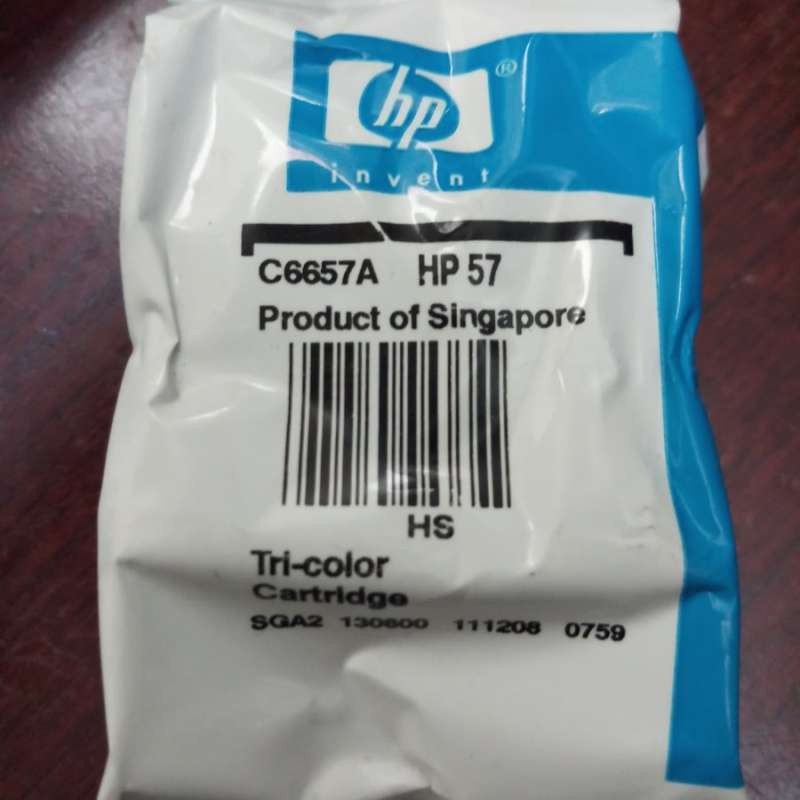 hp®
invent
C6657A HP 57
Product of Singapore
HS
Tri-color
Cartridge
SGA2 130600 111208 0759